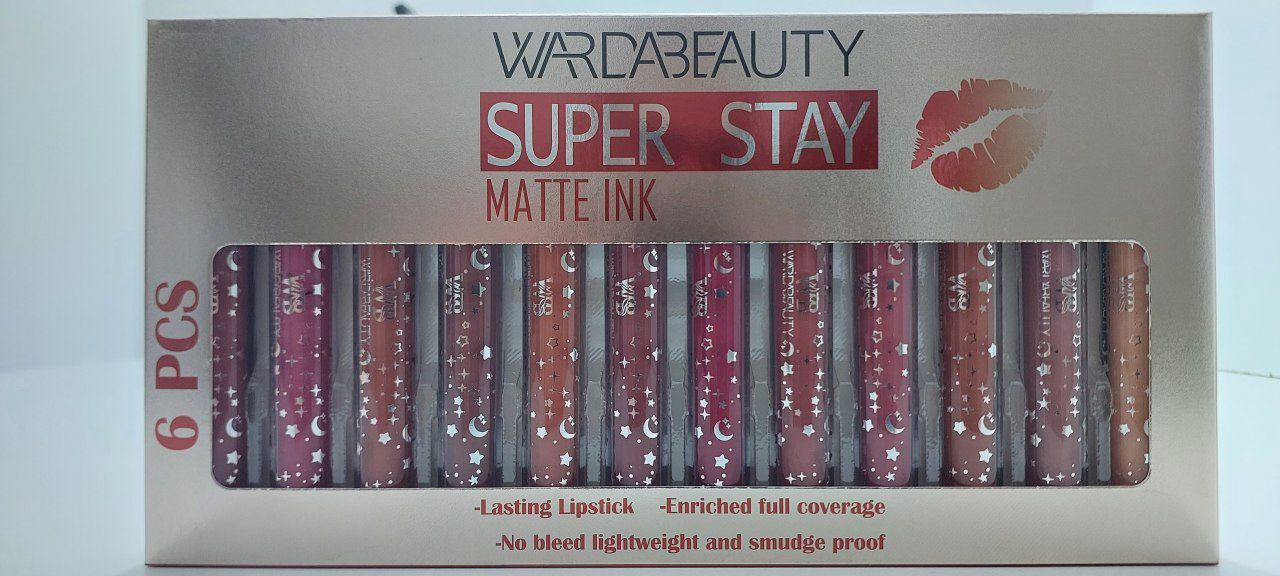 WARDABEAUTY
SUPER STAY
MATTE INK
6 PCS
-Lasting Lipstick -Enriched full coverage
-No bleed lightweight and smudge proof